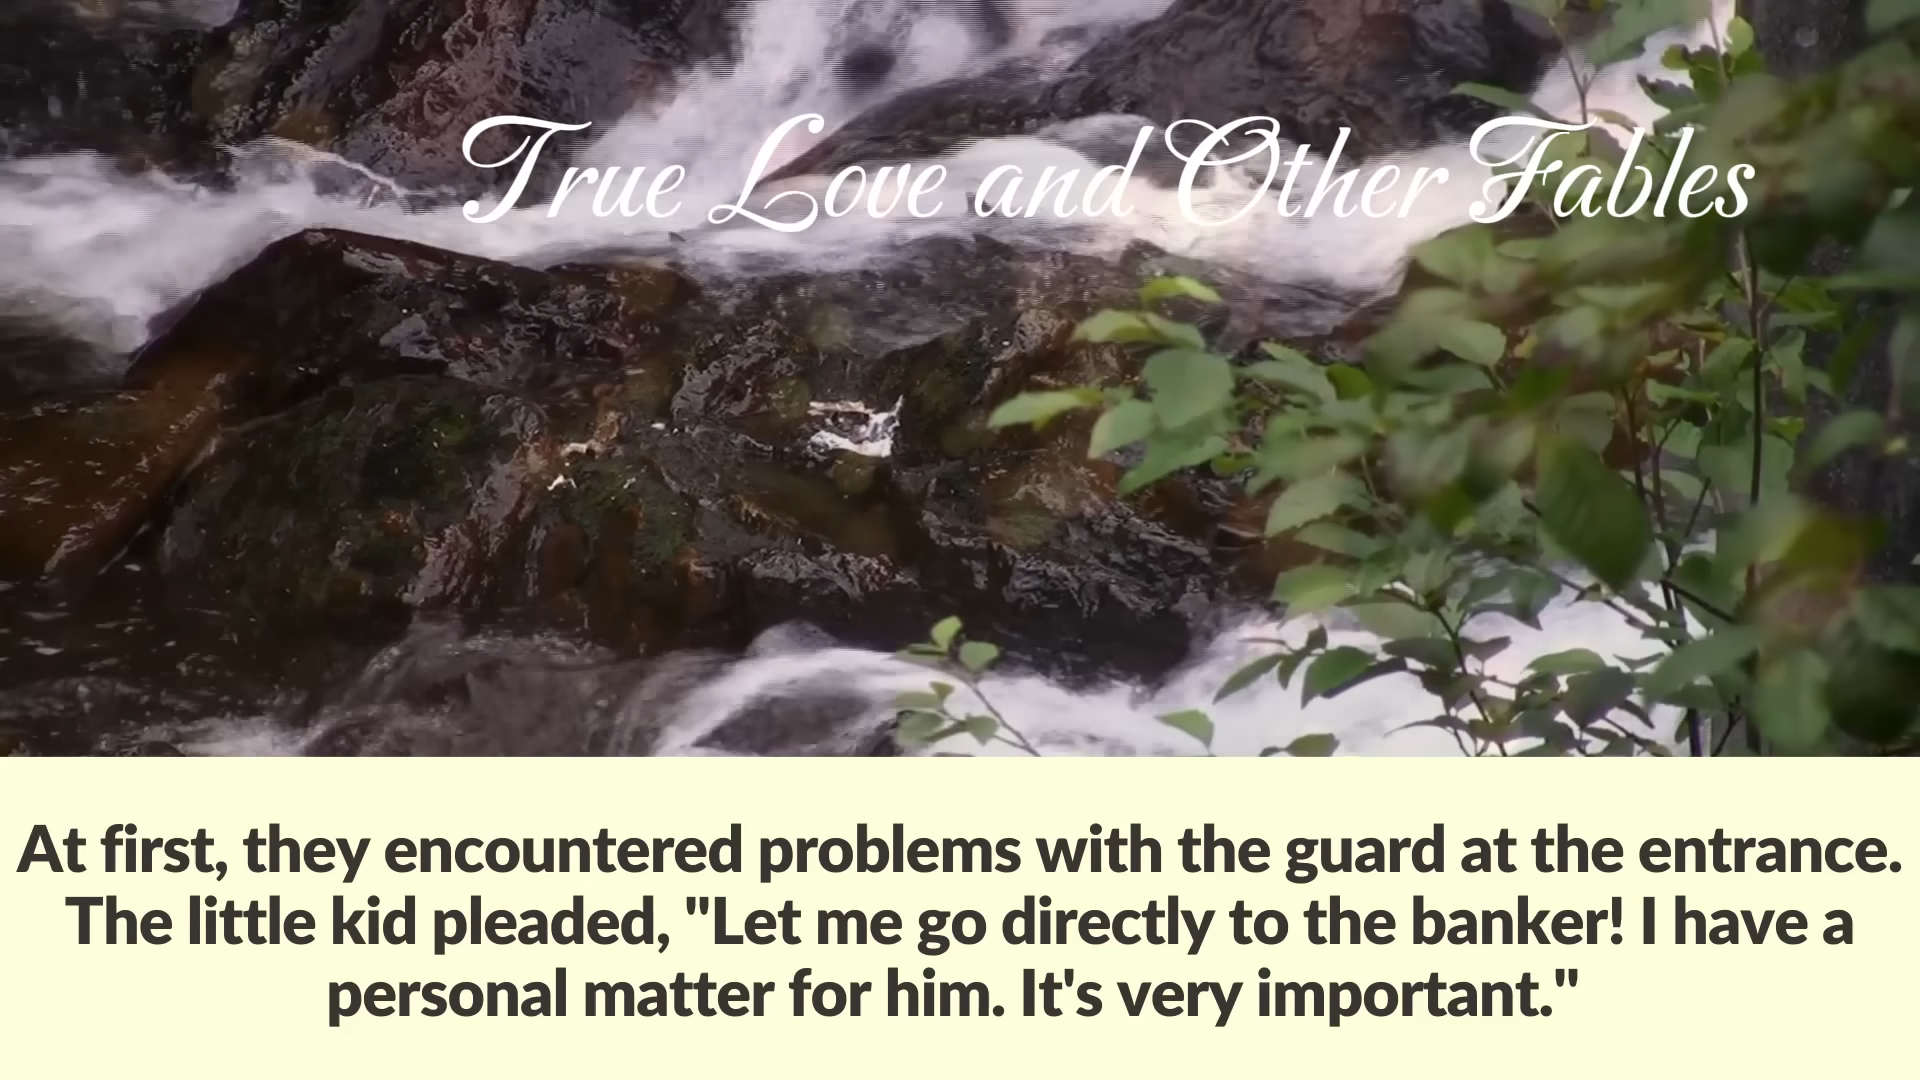 True Love and Other Fables
At first, they encountered problems with the guard at the entrance.
The little kid pleaded, "Let me go directly to the banker! I have a
personal matter for him. It's very important."